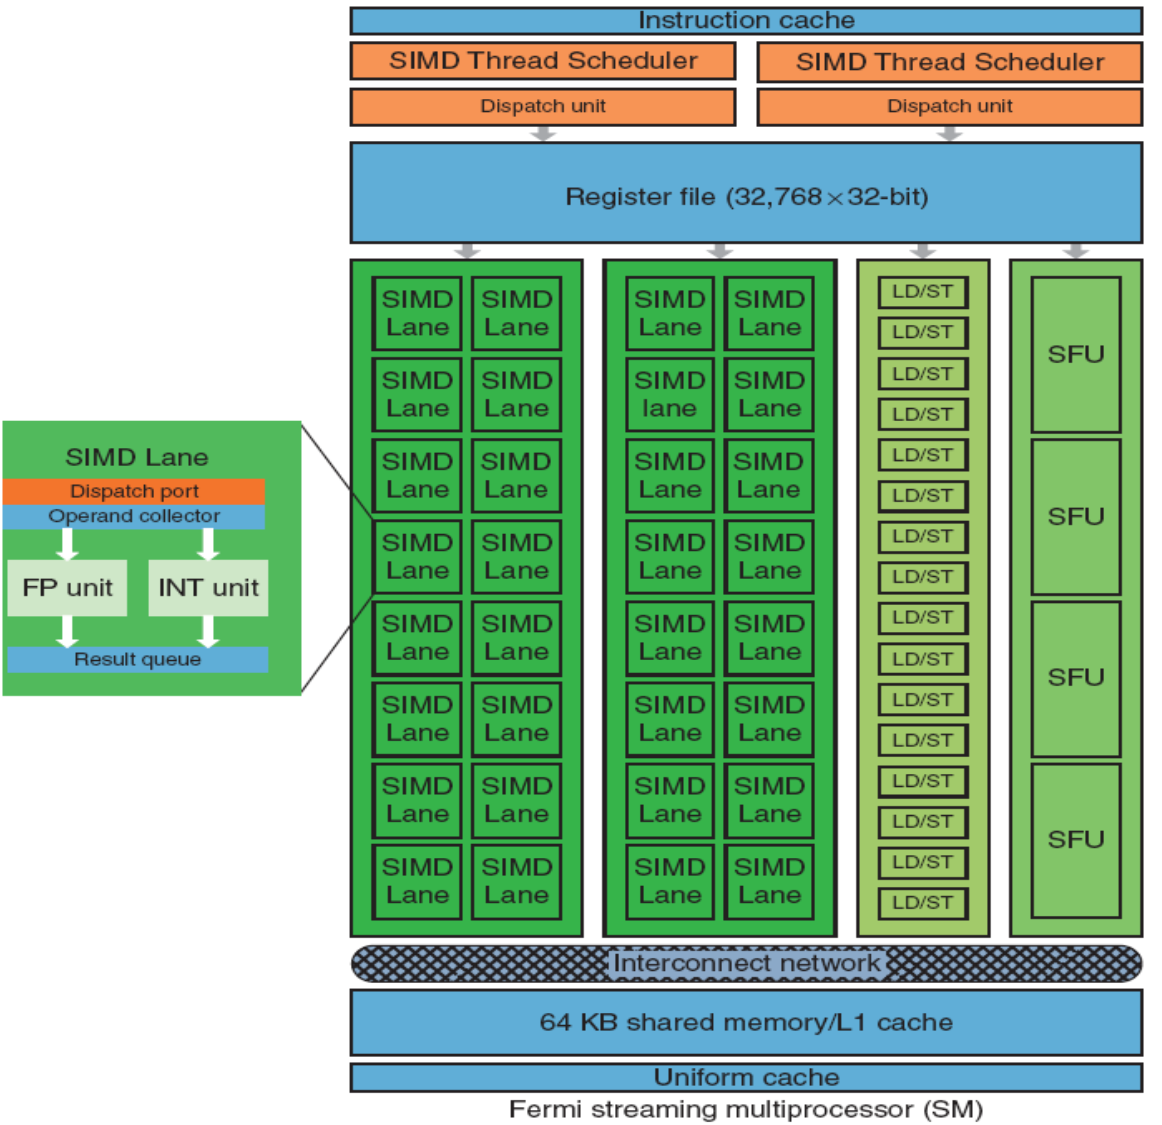 Instruction cache
SIMD Thread Scheduler
SIMD Thread Scheduler
Dispatch unit
Dispatch unit
Register file (32,768×32-bit)
SIMD Lane
SIMD Lane
SIMD Lane
SIMD Lane
LD/ST
LD/ST
SFU
SIMD Lane
SIMD Lane
SIMD lane
SIMD Lane
LD/ST
LD/ST
SIMD Lane
SIMD Lane
SIMD Lane
SIMD Lane
LD/ST
LD/ST
SFU
SIMD Lane
SIMD Lane
SIMD Lane
SIMD Lane
LD/ST
LD/ST
SIMD Lane
SIMD Lane
SIMD Lane
SIMD Lane
LD/ST
LD/ST
SFU
SIMD Lane
SIMD Lane
SIMD Lane
SIMD Lane
LD/ST
LD/ST
SIMD Lane
SIMD Lane
SIMD Lane
SIMD Lane
LD/ST
LD/ST
SFU
SIMD Lane
SIMD Lane
SIMD Lane
SIMD Lane
LD/ST
LD/ST
SIMD Lane
Dispatch port
Operand collector
FP unit
INT unit
Result queue
Interconnect network
64 KB shared memory/L1 cache
Uniform cache
Fermi streaming multiprocessor (SM)